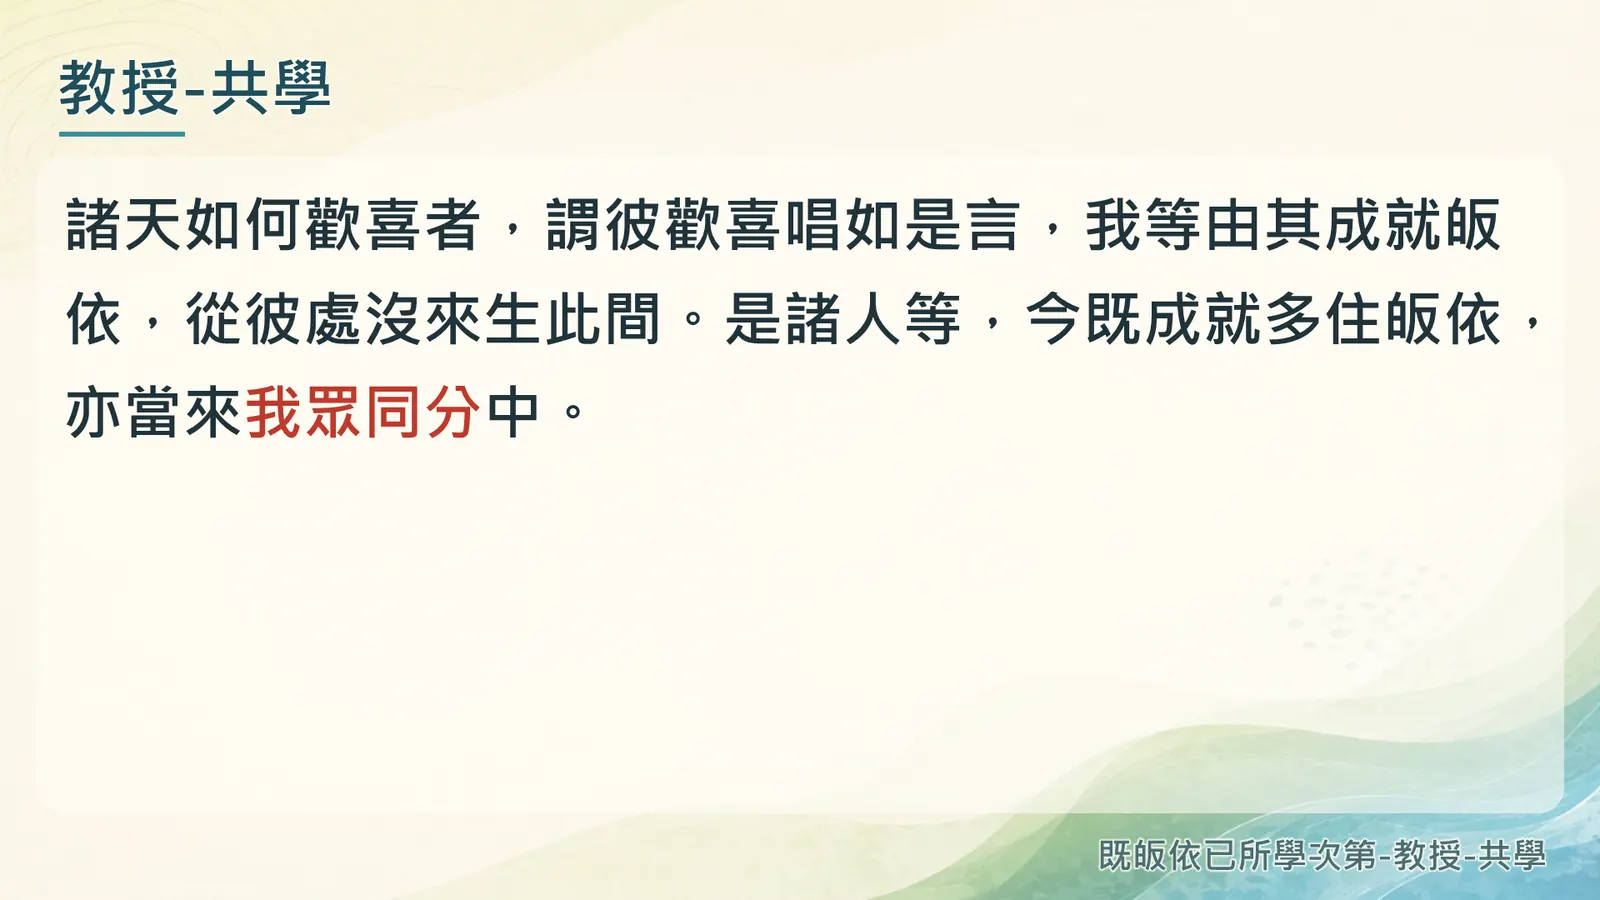 教授-共學
諸天如何歡喜者，謂彼歡喜唱如是言，我等由其成就皈
依，從彼處沒來生此間。是諸人等，今既成就多住皈依，
亦當來我眾同分中。
既皈依已所學次第-教授-共學